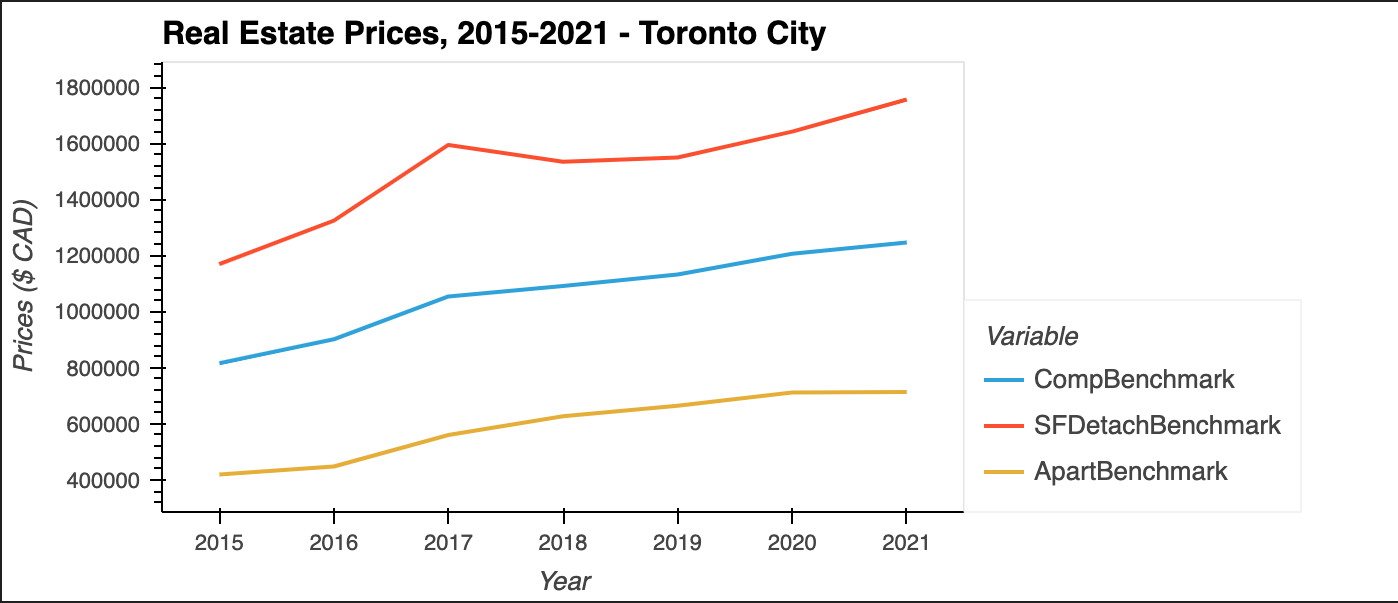 Real Estate Prices, 2015-2021 - Toronto City
Prices ($ CAD)
1800000
1600000
1400000
1200000
1000000
800000
600000
400000
2015 2016 2017 2018 2019 2020 2021
Year
Variable
CompBenchmark
SFDetachBenchmark
ApartBenchmark